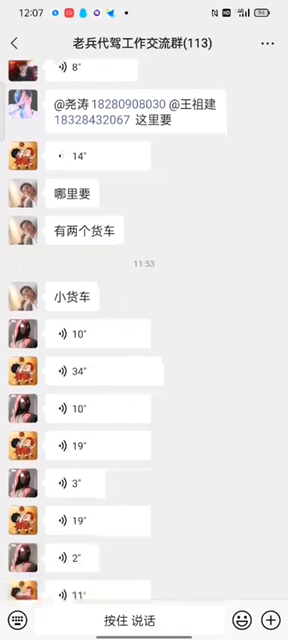 12:07
老兵代驾工作交流群(113)
8"
@尧涛 18280908030 @王祖建
18328432067 这里要
14"
哪里要
有两个货车
11:53
小货车
10"
34"
10"
19"
3"
19"
2"
11"
按住 说话